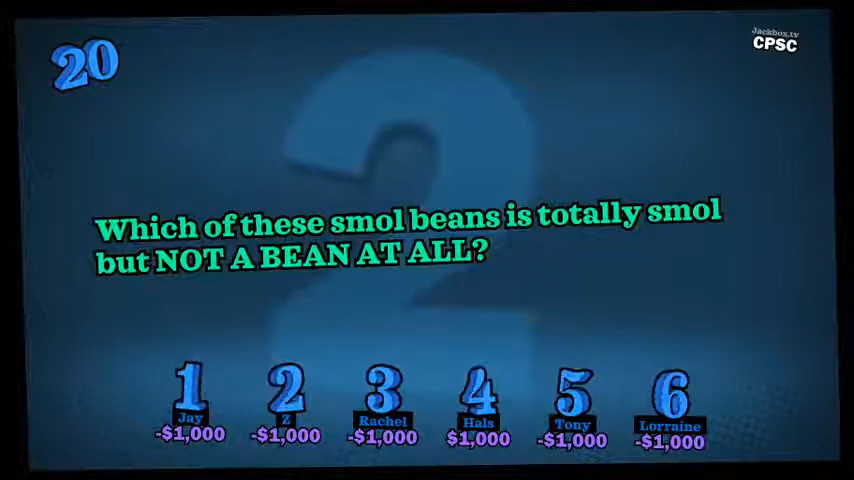 20
Jackbox.tv
CPSC
Which of these smol beans is totally smol
but NOT A BEAN AT ALL?
1 2 3 4 5 6
Jay Z Rachel Hals Tony Lorraine
-$1,000 -$1,000 -$1,000 $1,000 -$1,000 -$1,000
2